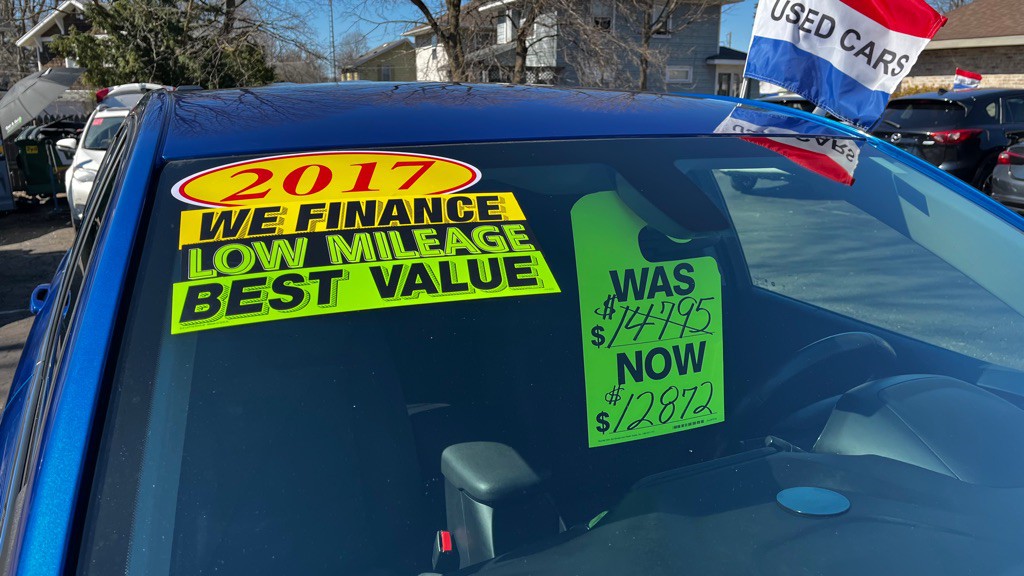 USED CARS
2017
WE FINANCE
LOW MILEAGE
BEST VALUE
WAS
#
$14795
NOW
#
$12872